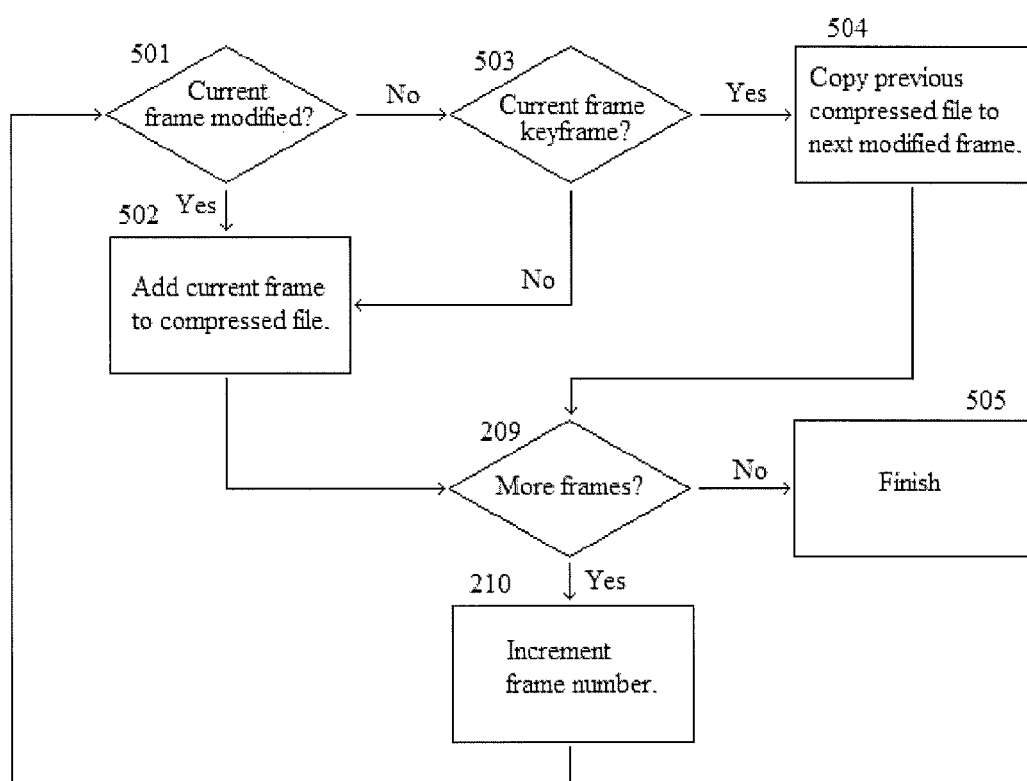 501
Current
frame modified?
No
503
Current frame
keyframe?
Yes
504
Copy previous
compressed file to
next modified frame.
Yes
502
Add current frame
to compressed file.
No
209
More frames?
No
505
Finish
Yes
210
Increment
frame number.